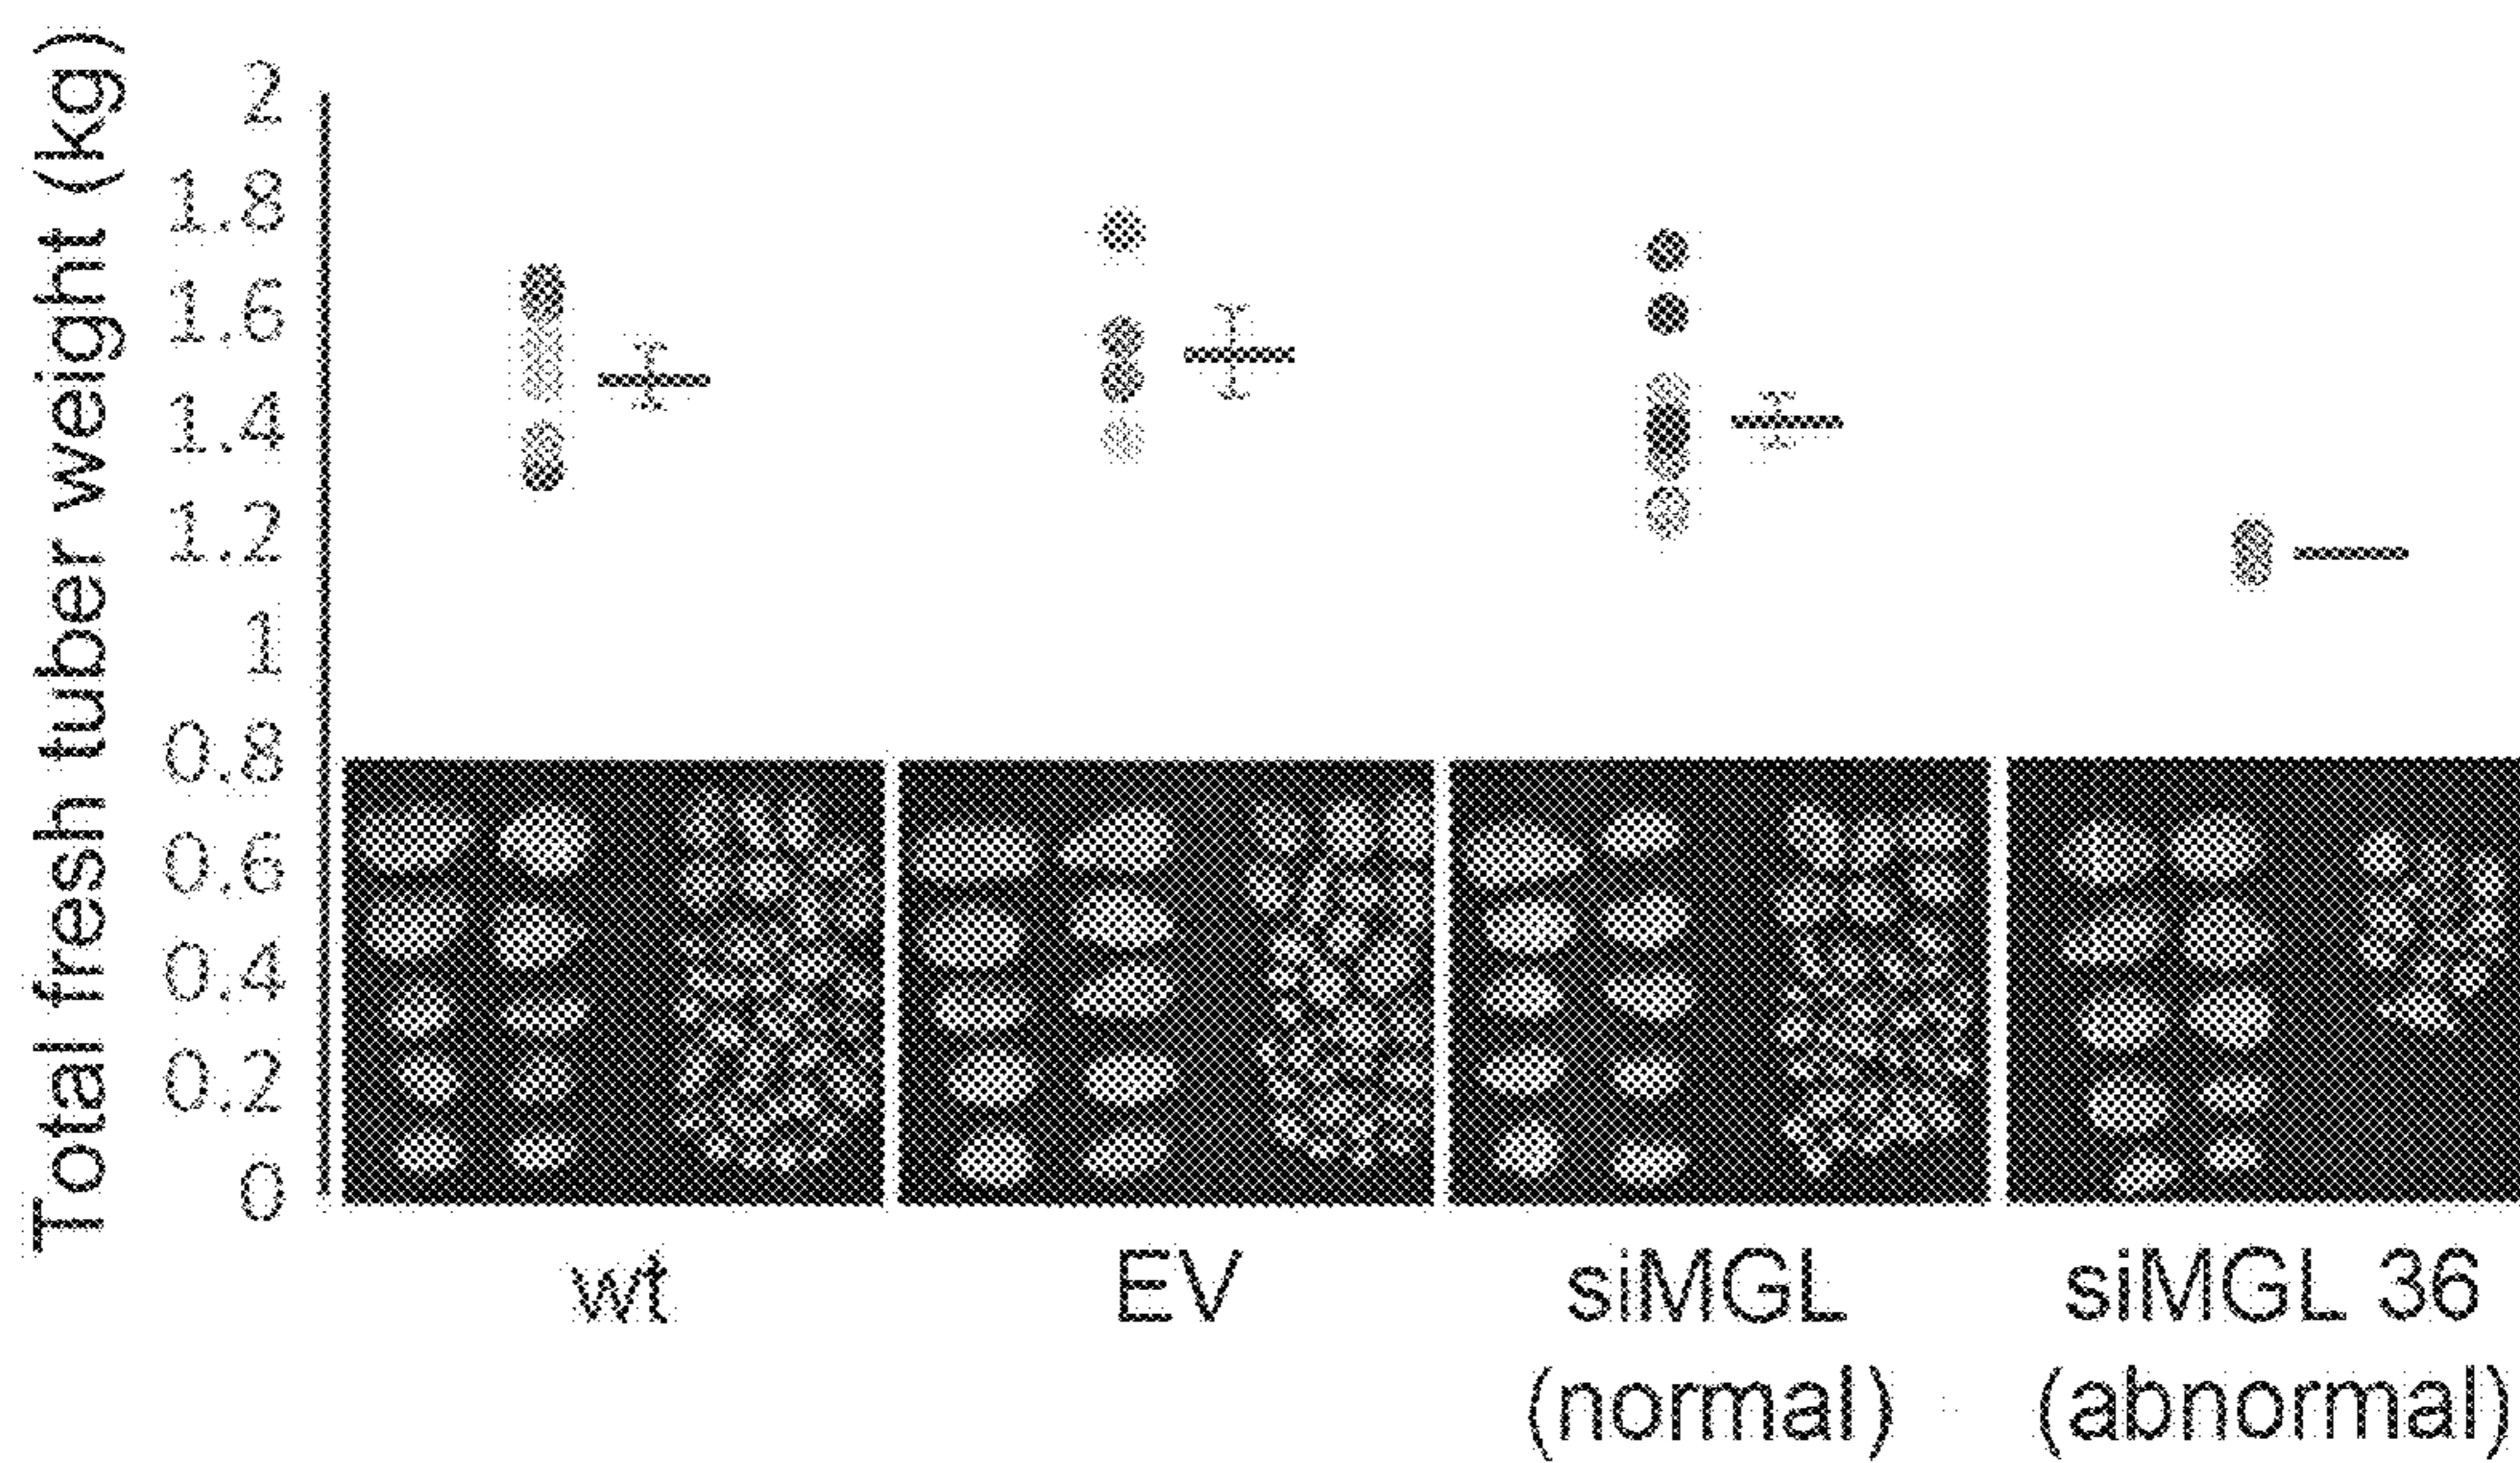 Total fresh tuber weight (kg)
2
1.8
1.6
1.4
1.2
1
0.8
0.6
0.4
0.2
0
wt
EV
siMGL
(normal)
siMGL 36
(abnormal)